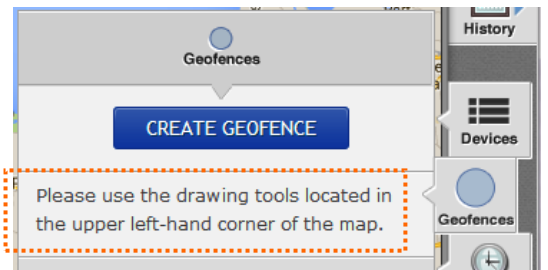 History
Geofences
CREATE GEOFENCE
Devices
Please use the drawing tools located in
the upper left-hand corner of the map.
Geofences